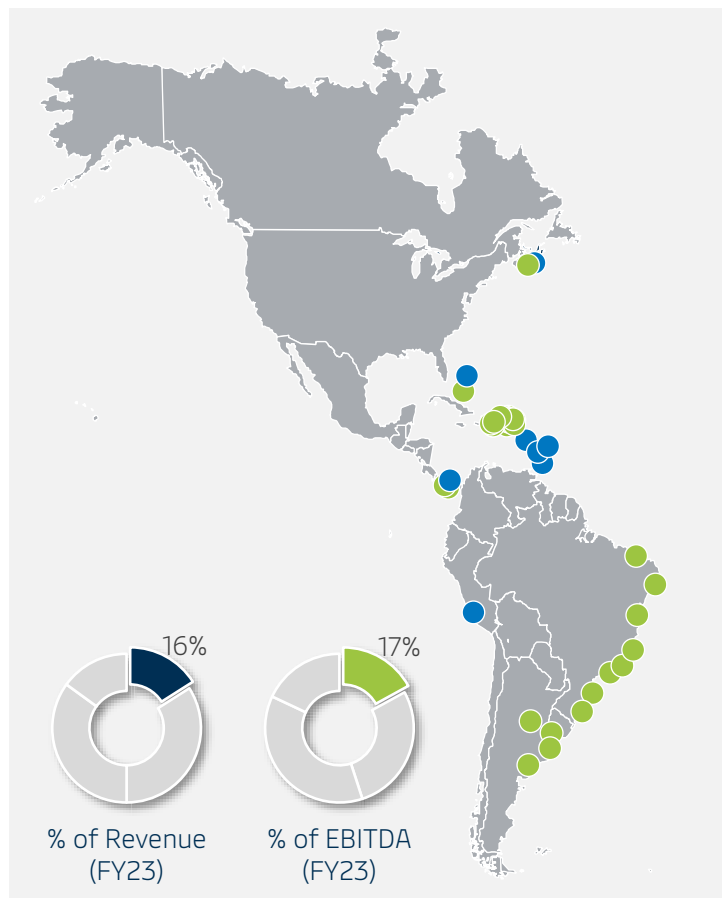 16%
17%
% of Revenue
(FY23)
% of EBITDA
(FY23)